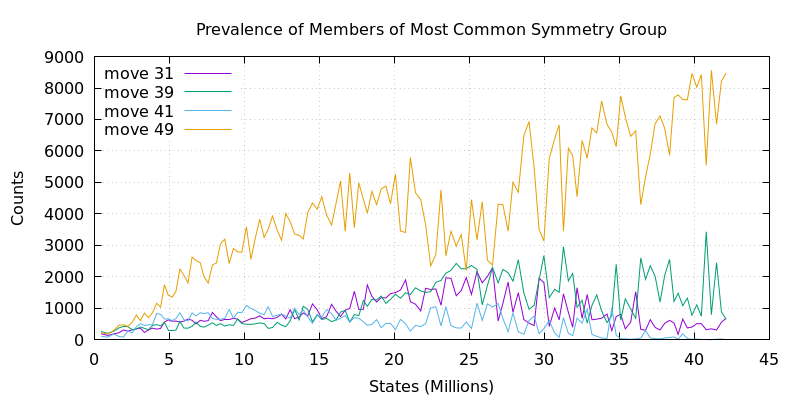 Prevalence of Members of Most Common Symmetry Group
9000
8000
7000
6000
5000
4000
3000
2000
1000
0
Counts
move 31
move 39
move 41
move 49
0 5 10 15 20 25 30 35 40 45
States (Millions)